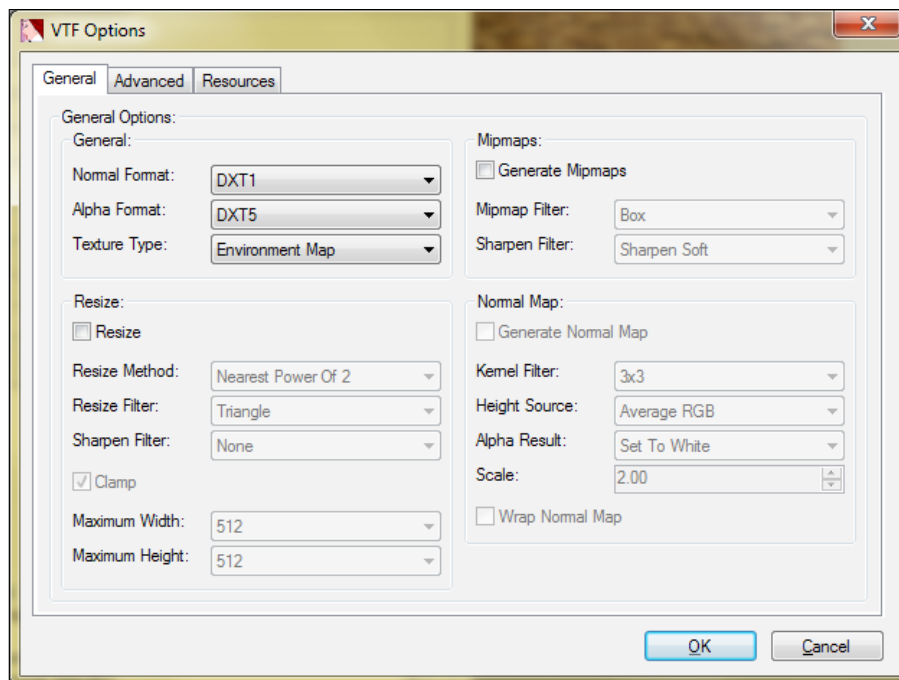 VTF Options
General
Advanced
Resources
General Options:
General:
Normal Format:
DXT1
Alpha Format:
DXT5
Texture Type:
Environment Map
Mipmaps:
Generate Mipmaps
Mipmap Filter:
Box
Sharpen Filter:
Sharpen Soft
Resize:
Resize
Resize Method:
Nearest Power Of 2
Resize Filter:
Triangle
Sharpen Filter:
None
Clamp
Maximum Width:
512
Maximum Height:
512
Normal Map:
Generate Normal Map
Kernel Filter:
3x3
Height Source:
Average RGB
Alpha Result:
Set To White
Scale:
2.00
Wrap Normal Map
OK
Cancel